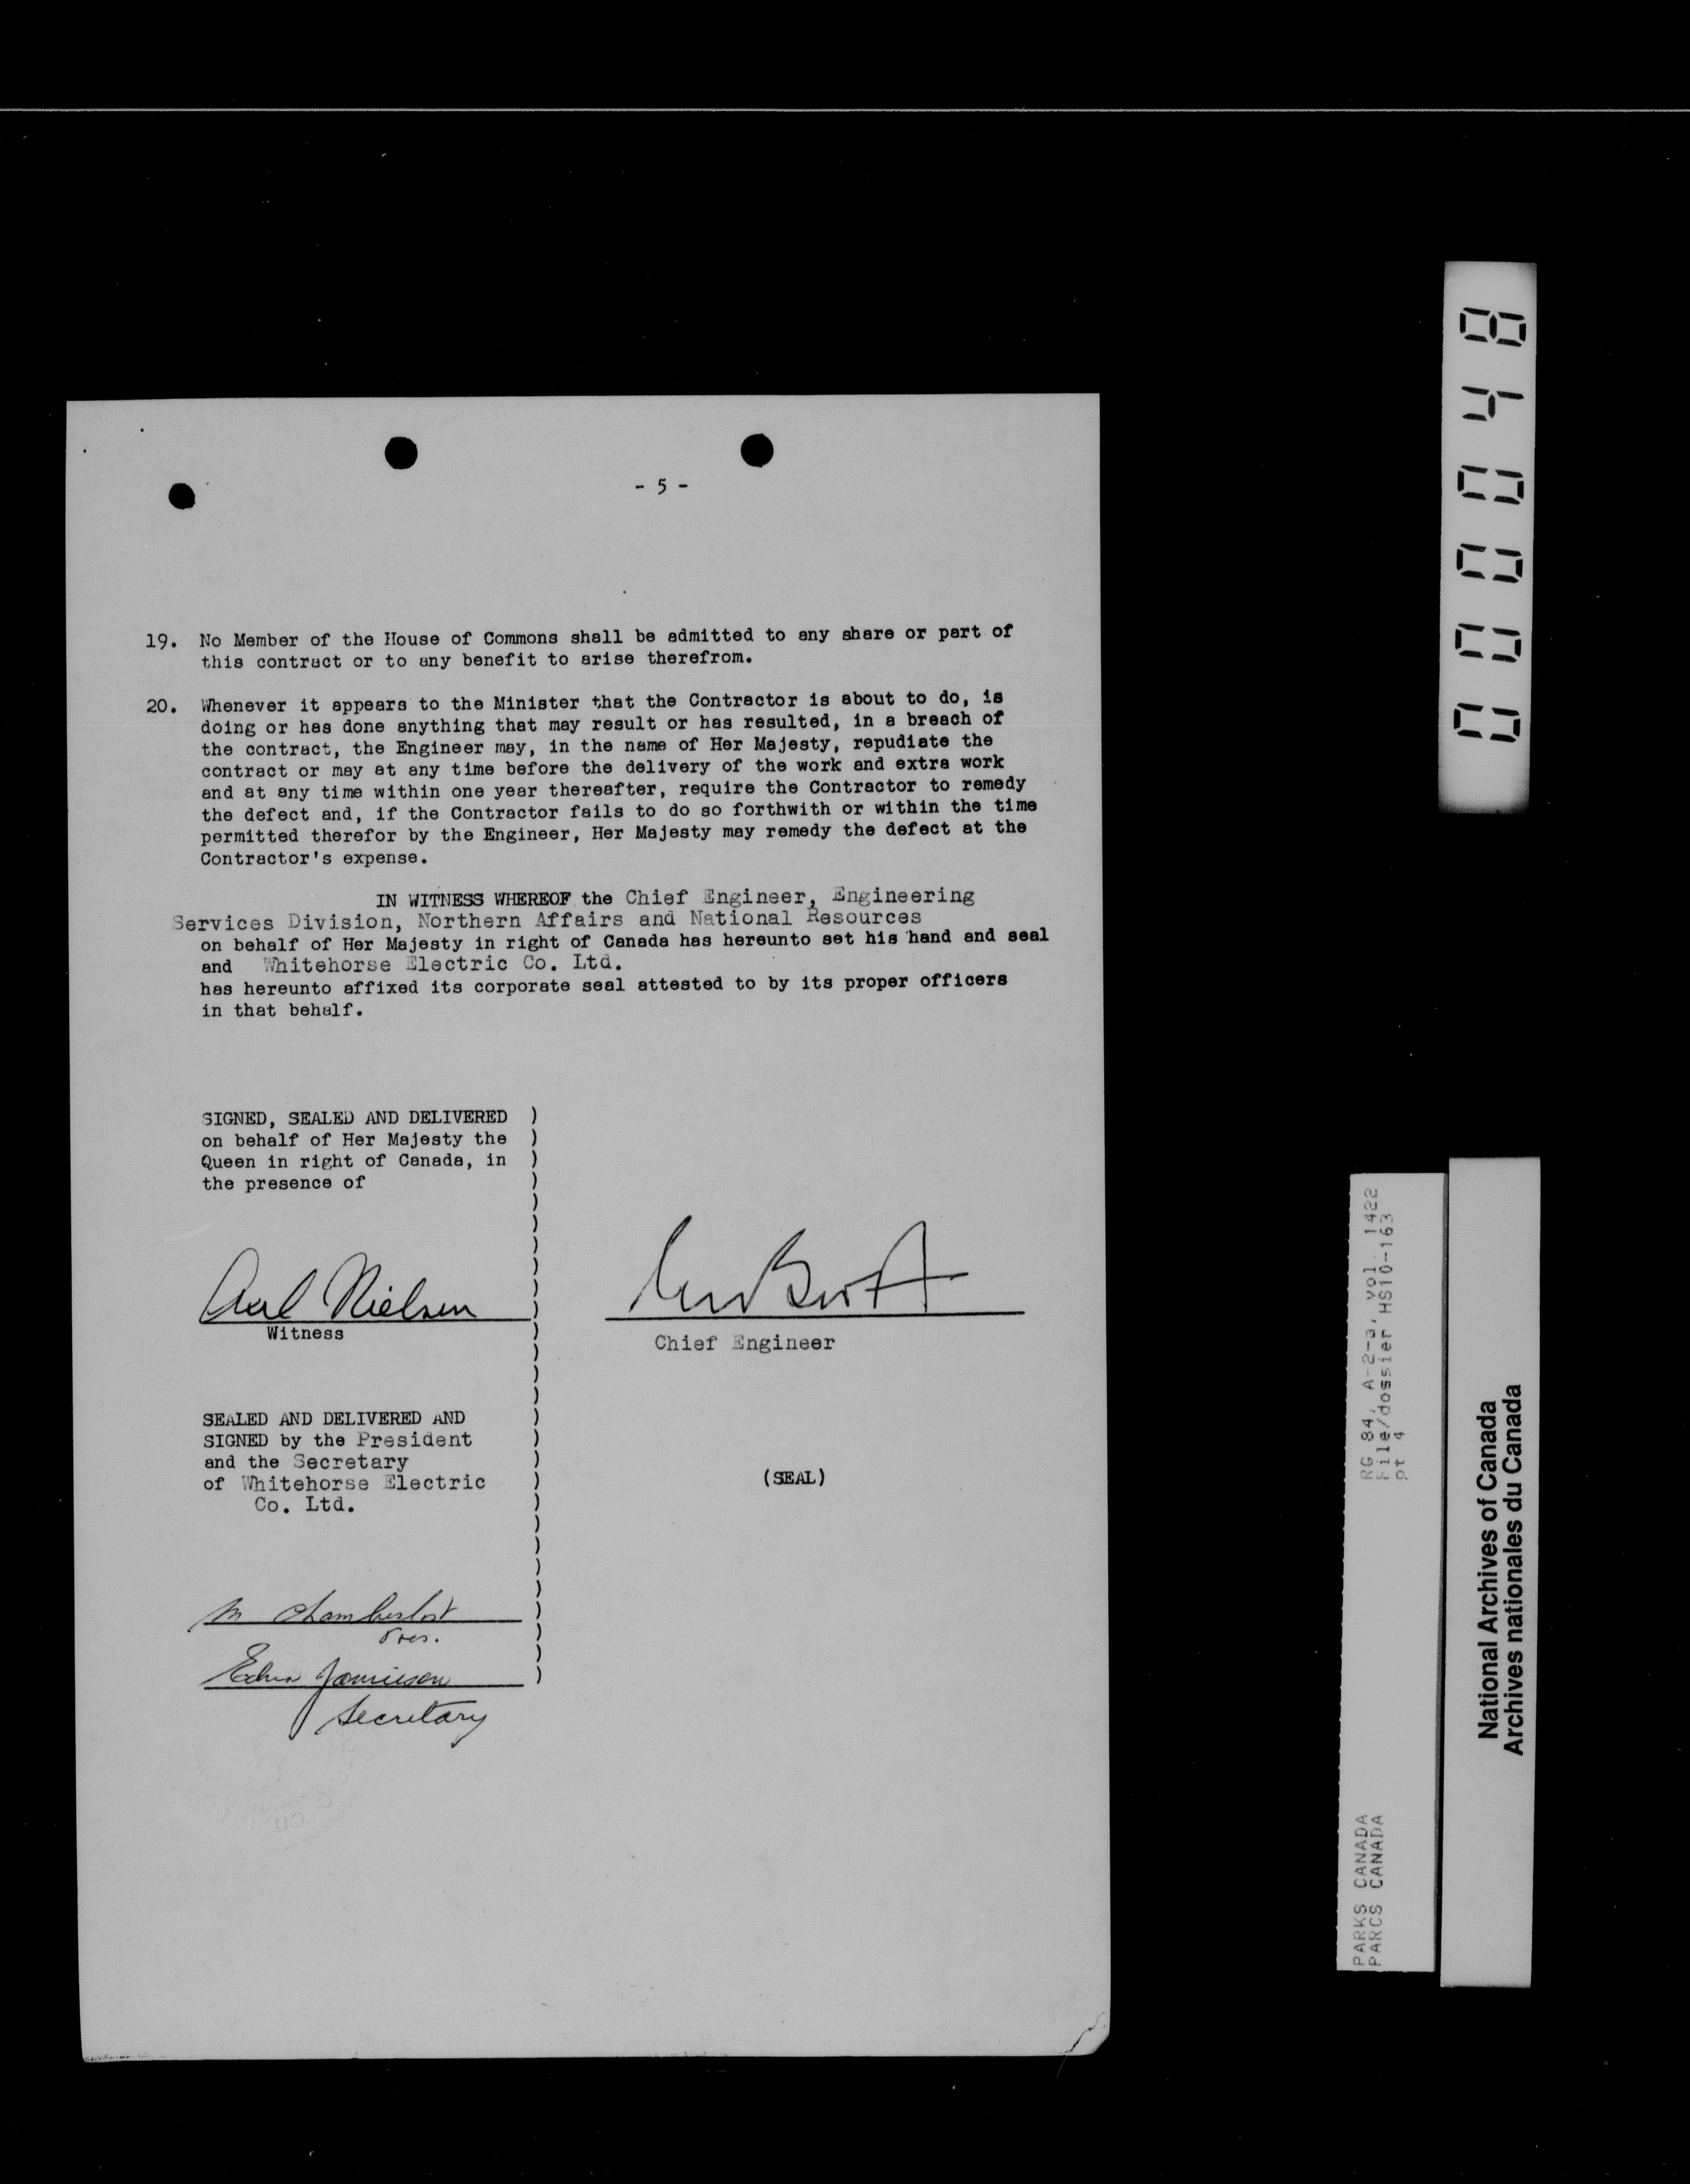 - 5 -
19. No Member of the House of Commons shall be admitted to any share or part of
this contract or to any benefit to arise therefrom.
20. Whenever it appears to the Minister that the Contractor is about to do, is
doing or has done anything that may result or has resulted, in a breach of
the contract, the Engineer may, in the name of Her Majesty, repudiate the
contract or may at any time before the delivery of the work and extra work
and at any time within one year thereafter, require the Contractor to remedy
the defect and, if the Contractor fails to do so forthwith or within the time
permitted therefor by the Engineer, Her Majesty may remedy the defect at the
Contractor's expense.
IN WITNESS WHEREOF the Chief Engineer, Engineering
Services Division, Northern Affairs and National Resources
on behalf of Her Majesty in right of Canada has hereunto set his hand and seal
and Whitehorse Electric Co. Ltd.
has hereunto affixed its corporate seal attested to by its proper officers
in that behalf.
SIGNED, SEALED AND DELIVERED )
on behalf of Her Majesty the )
Queen in right of Canada, in )
the presence of )
Nielsen
Witness
Chief Engineer
SEALED AND DELIVERED AND )
SIGNED by the President )
and the Secretary )
of Whitehorse Electric )
Co. Ltd. )
(SEAL)
M Chamberlist
Pres.
Edna Jamieson
Secretary
000048
RG 84, A-2-a, vol. 1422
File/dossier HS10-163
pt 4
PARKS CANADA
PARCS CANADA
National Archives of Canada
Archives nationales du Canada